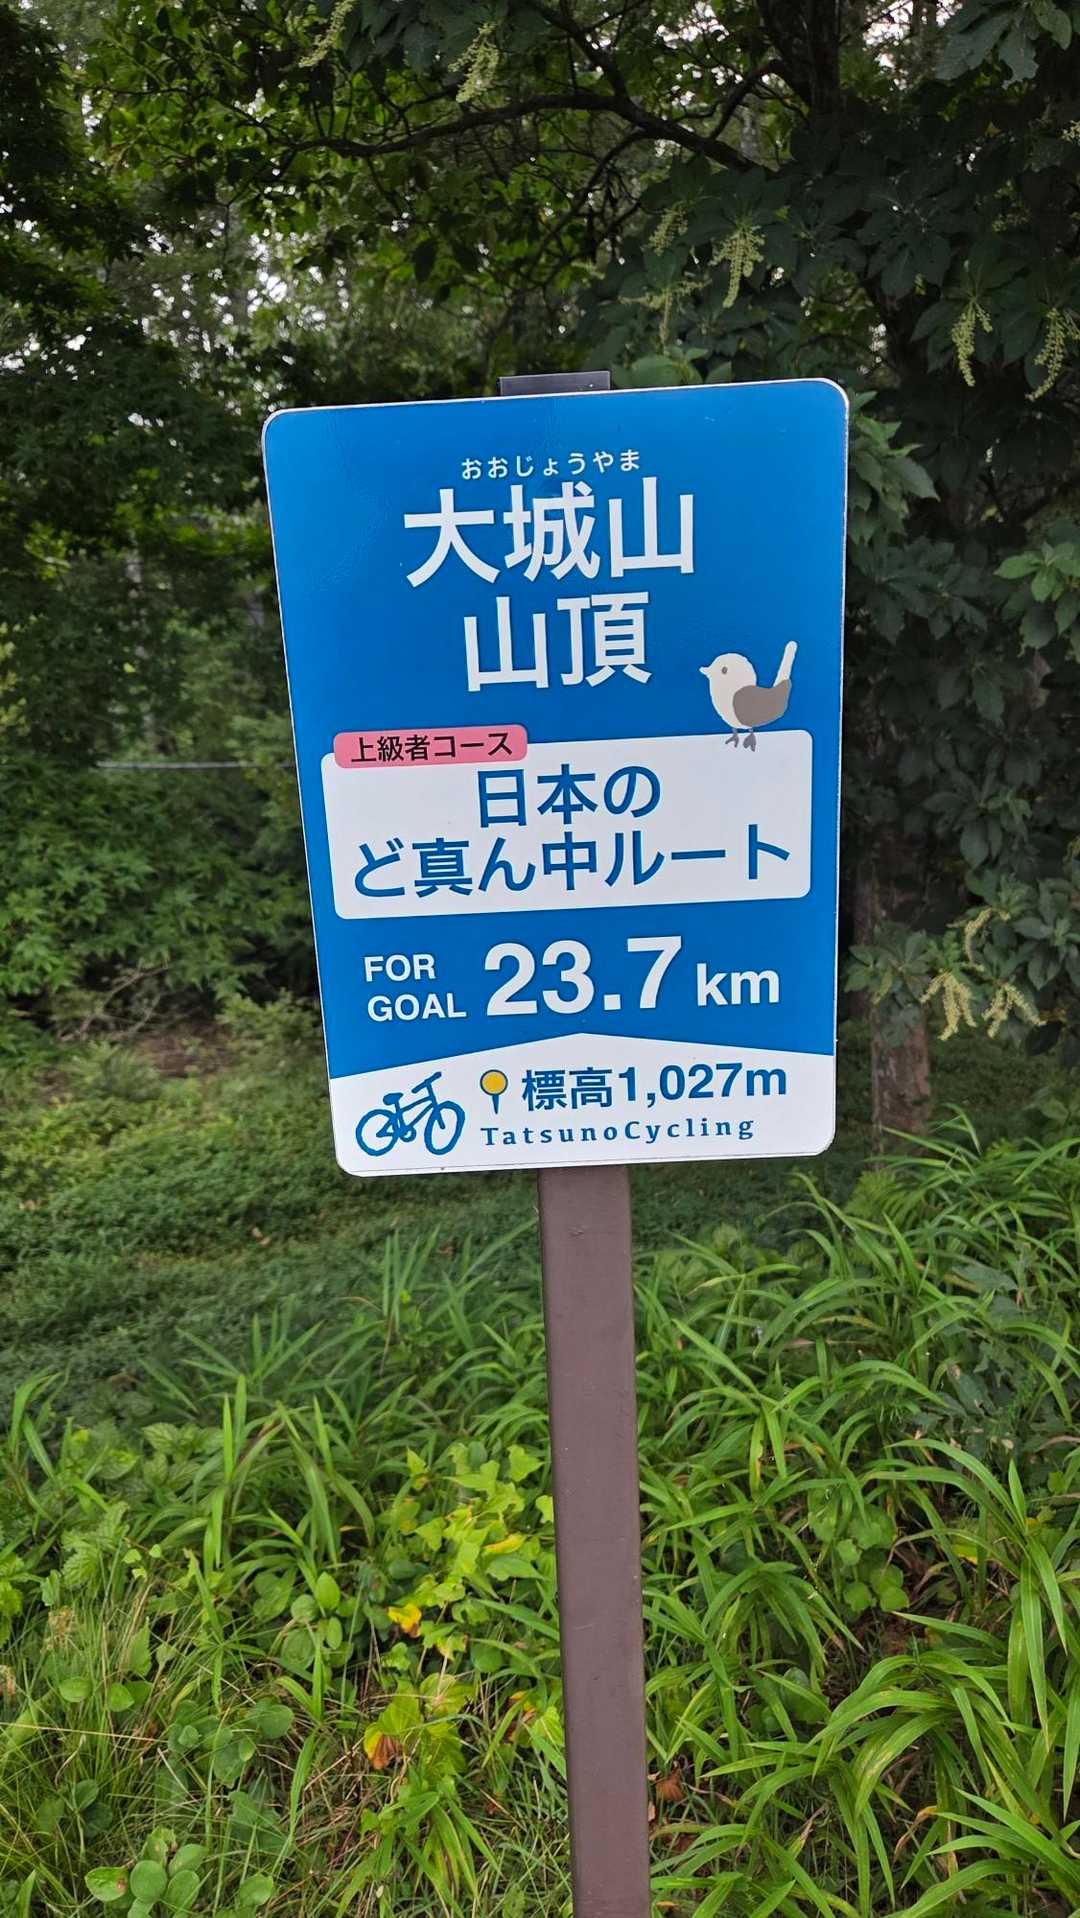 おおじょうやま
大城山
山頂
上級者コース
日本の
ど真ん中ルート
FOR
GOAL 23.7 km
標高1,027m
TatsunoCycling